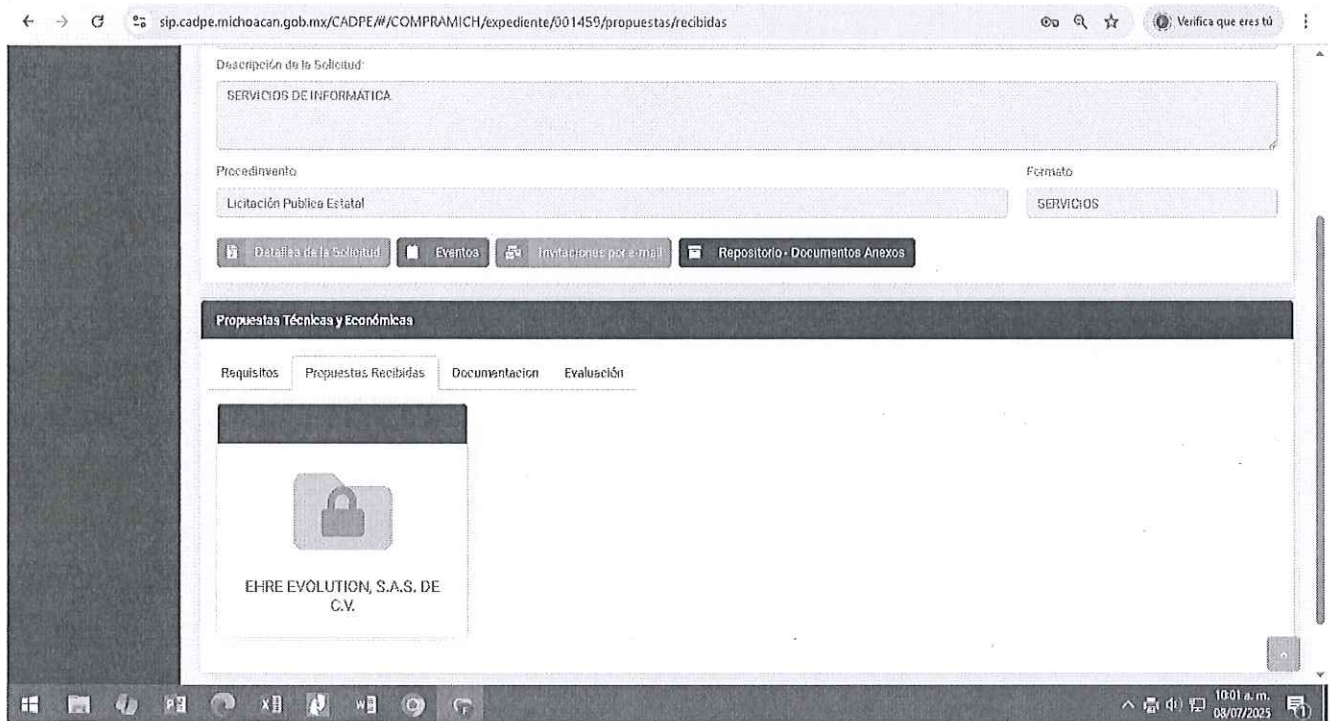 sip.cadpe.michoacan.gob.mx/CADPE/#/COMPRAMICH/expediente/001459/propuestas/recibidas
Verifica que eres tú
Descripción de la Solicitud:
SERVICIOS DE INFORMATICA
Procedimiento
Formato
Licitación Publica Estatal
SERVICIOS
Detalles de la Solicitud
Eventos
Invitaciones por e-mail
Repositorio - Documentos Anexos
Propuestas Técnicas y Económicas
Requisitos
Propuestas Recibidas
Documentacion
Evaluación
EHRE EVOLUTION, S.A.S. DE
C.V.
10:01 a. m.
08/07/2025